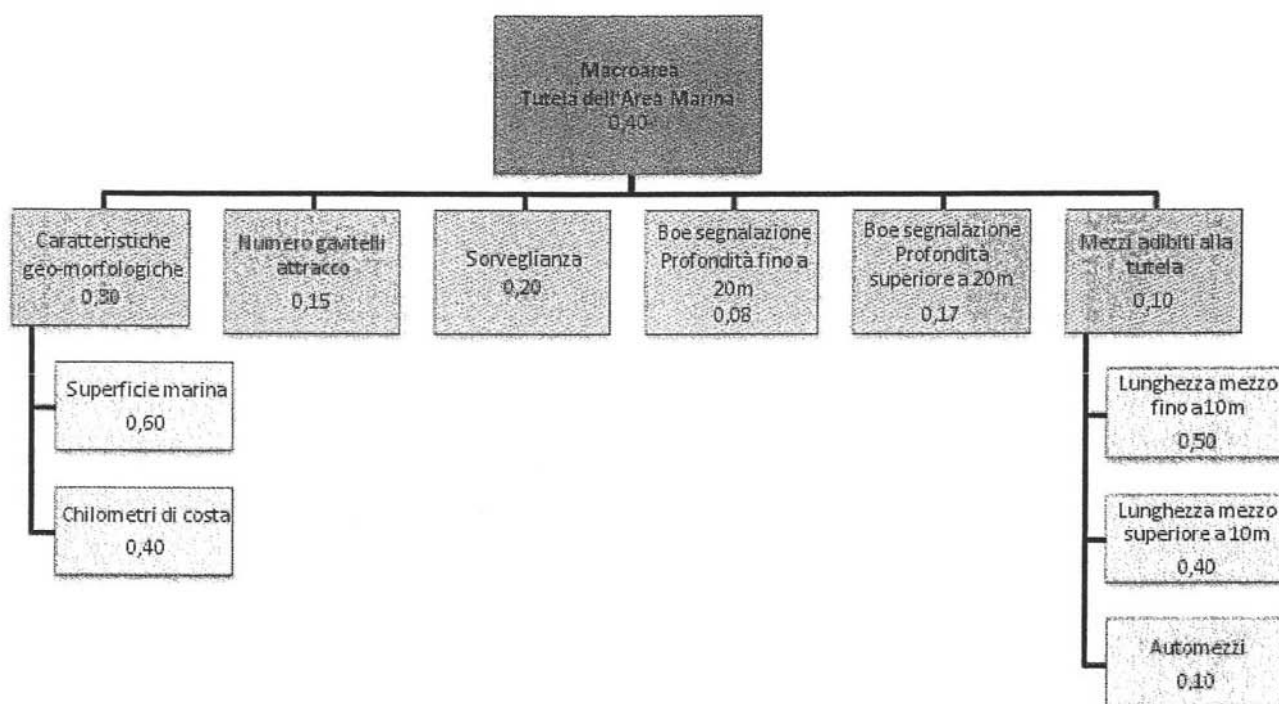 Macroarea
Tutela dell'Area Marina
0,40
Caratteristiche
geo-morfologiche
0,30
Numero gavitelli
attracco
0,15
Sorveglianza
0,20
Boe segnalazione
Profondità fino a
20m
0,08
Boe segnalazione
Profondità
superiore a 20m
0,17
Mezzi adibiti alla
tutela
0,10
Superficie marina
0,60
Chilometri di costa
0,40
Lunghezza mezzo
fino a 10m
0,50
Lunghezza mezzo
superiore a 10m
0,40
Automezzi
0,10